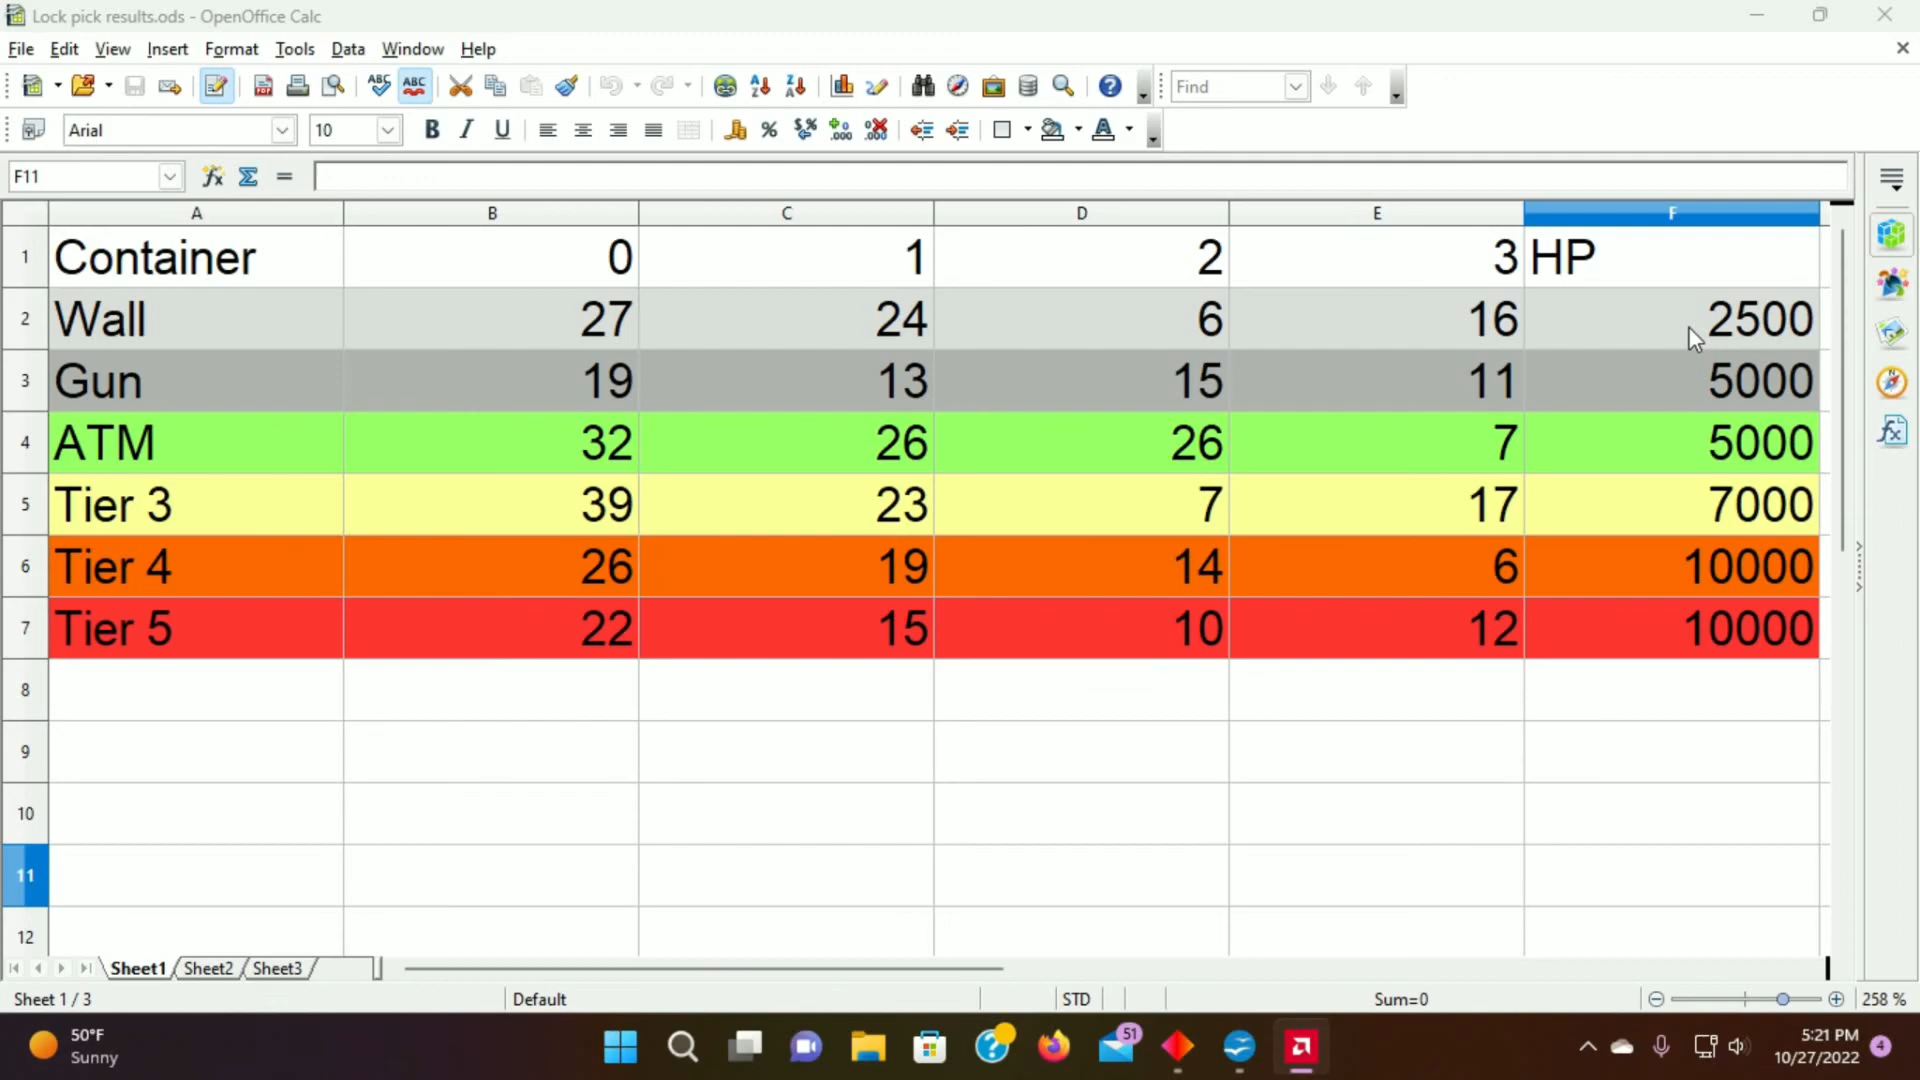 Lock pick results.ods - OpenOffice Calc
File Edit View Insert Format Tools Data Window Help
Find
Arial 10
F11
A B C D E F
1 Container 0 1 2 3 HP
2 Wall 27 24 6 16 2500
3 Gun 19 13 15 11 5000
4 ATM 32 26 26 7 5000
5 Tier 3 39 23 7 17 7000
6 Tier 4 26 19 14 6 10000
7 Tier 5 22 15 10 12 10000
8
9
10
11
12
Sheet1 Sheet2 Sheet3
Sheet 1 / 3 Default STD Sum=0 258 %
50°F
Sunny
51
5:21 PM
10/27/2022
4